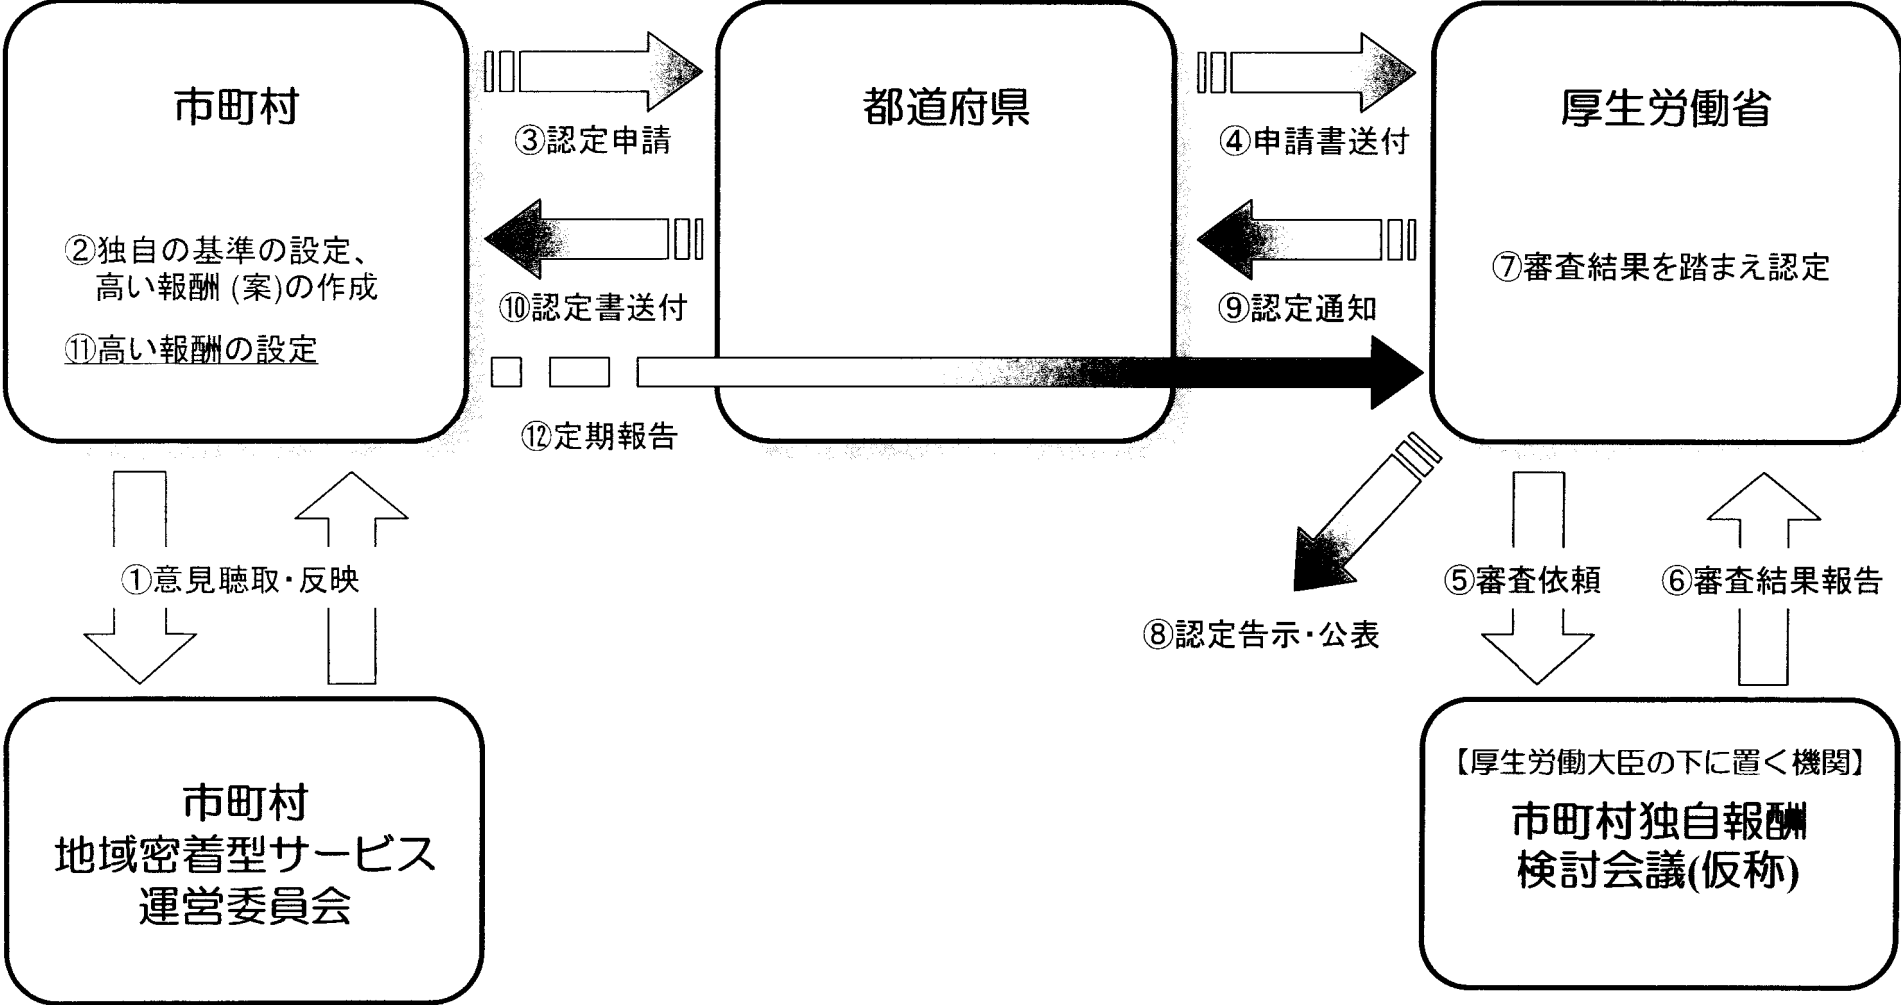 市町村
②独自の基準の設定、
高い報酬 (案)の作成
⑪高い報酬の設定
③認定申請
⑩認定書送付
⑫定期報告
都道府県
④申請書送付
⑨認定通知
厚生労働省
⑦審査結果を踏まえ認定
①意見聴取・反映
⑧認定告示・公表
⑤審査依頼
⑥審査結果報告
市町村
地域密着型サービス
運営委員会
【厚生労働大臣の下に置く機関】
市町村独自報酬
検討会議(仮称)